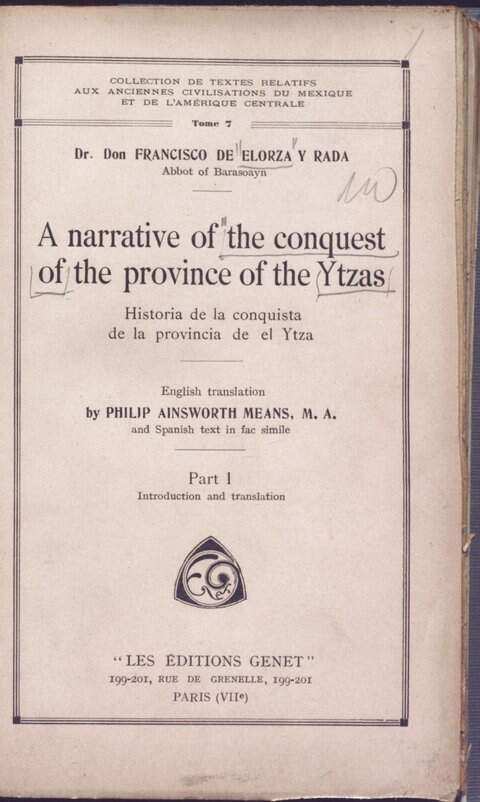 COLLECTION DE TEXTES RELATIFS
AUX ANCIENNES CIVILISATIONS DU MEXIQUE
ET DE L'AMÉRIQUE CENTRALE
Tome 7
Dr. Don FRANCISCO DE "ELORZA" Y RADA
Abbot of Barasoayn
A narrative of "the conquest
of the province of the Ytzas
Historia de la conquista
de la provincia de el Ytza
English translation
by PHILIP AINSWORTH MEANS, M. A.
and Spanish text in fac simile
Part I
Introduction and translation
"LES ÉDITIONS GENET"
199-201, RUE DE GRENELLE, 199-201
PARIS (VIIe)